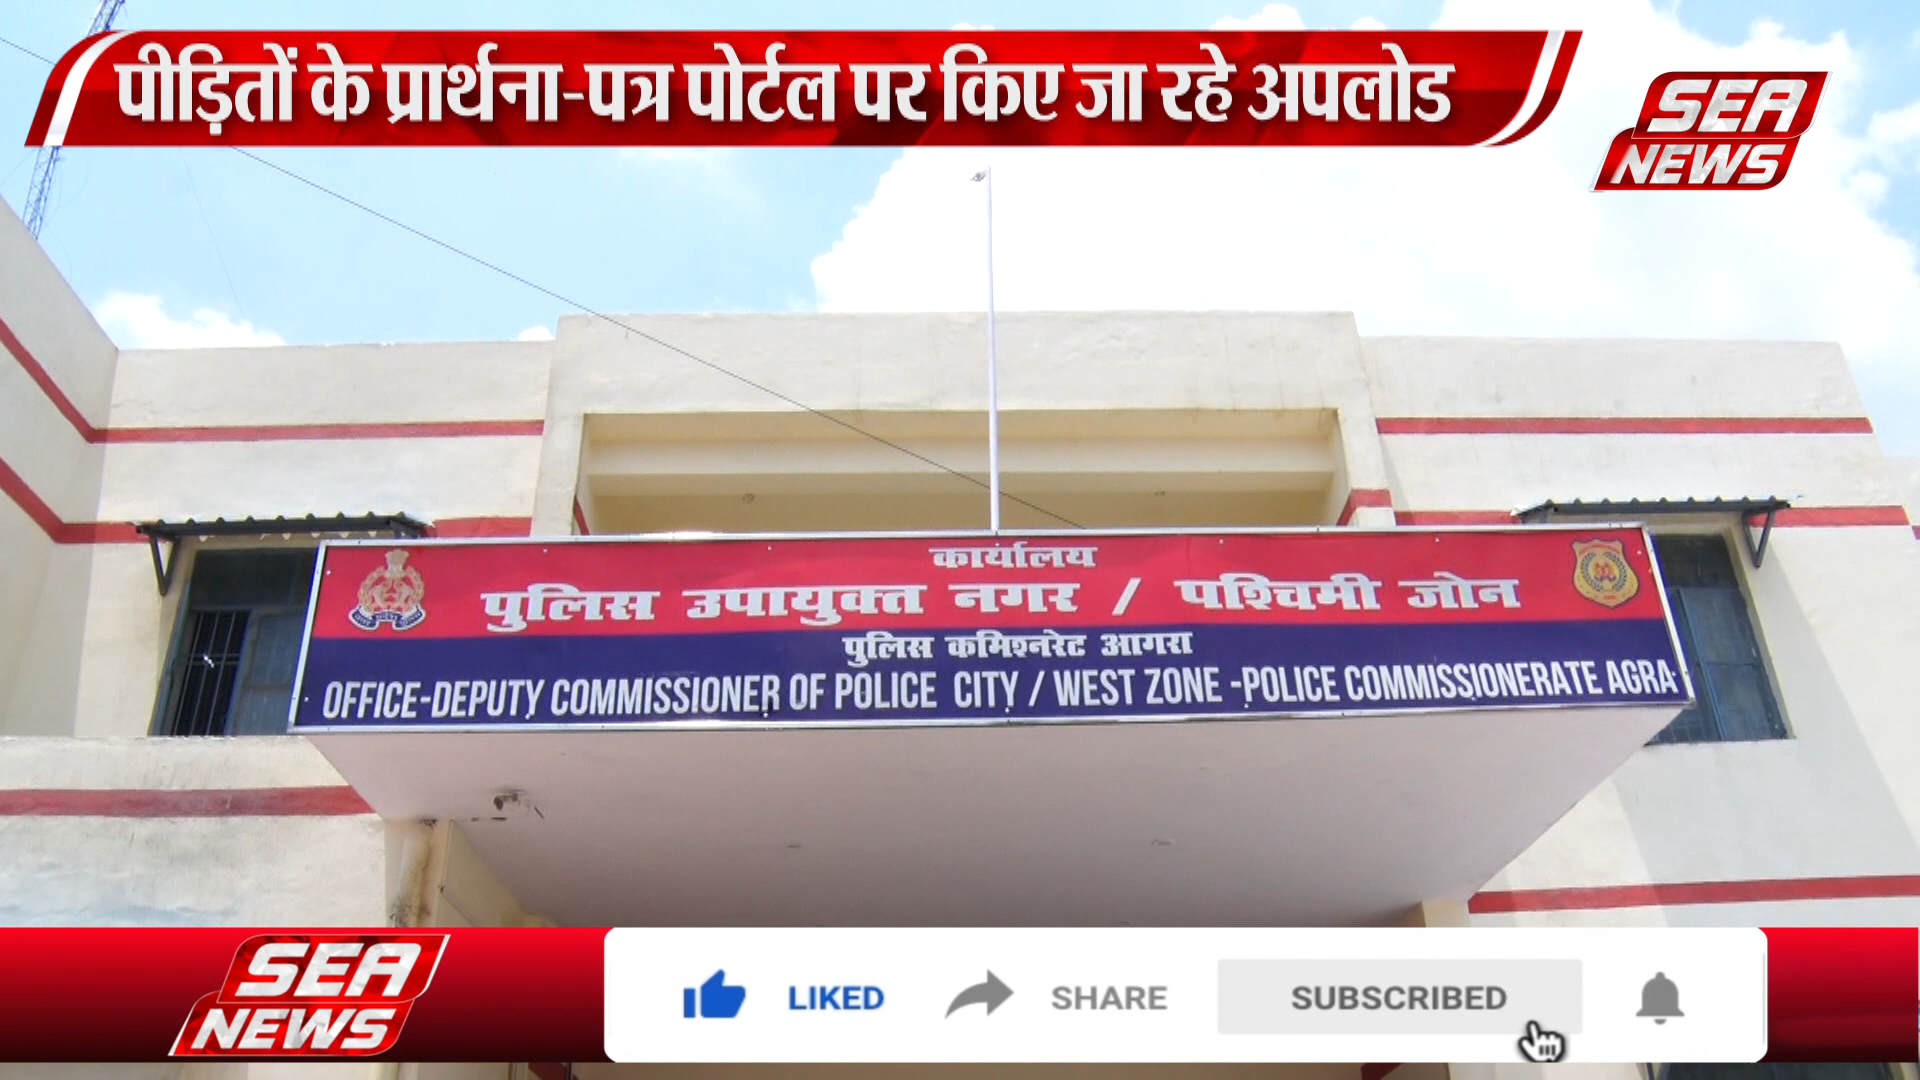 पीड़ितों के प्रार्थना-पत्र पोर्टल पर किए जा रहे अपलोड
SEA
NEWS
कार्यालय
पुलिस उपायुक्त नगर / पश्चिमी जोन
पुलिस कमिश्नरेट आगरा
OFFICE-DEPUTY COMMISSIONER OF POLICE CITY / WEST ZONE -POLICE COMMISSIONERATE AGRA
SEA
NEWS
LIKED
SHARE
SUBSCRIBED